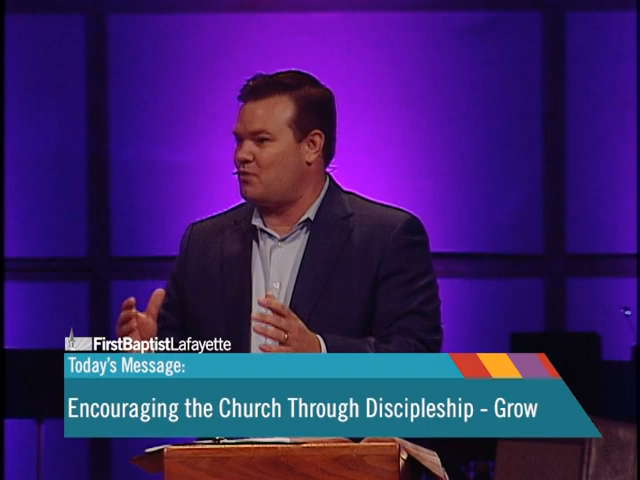 FirstBaptistLafayette
Today's Message:
Encouraging the Church Through Discipleship - Grow